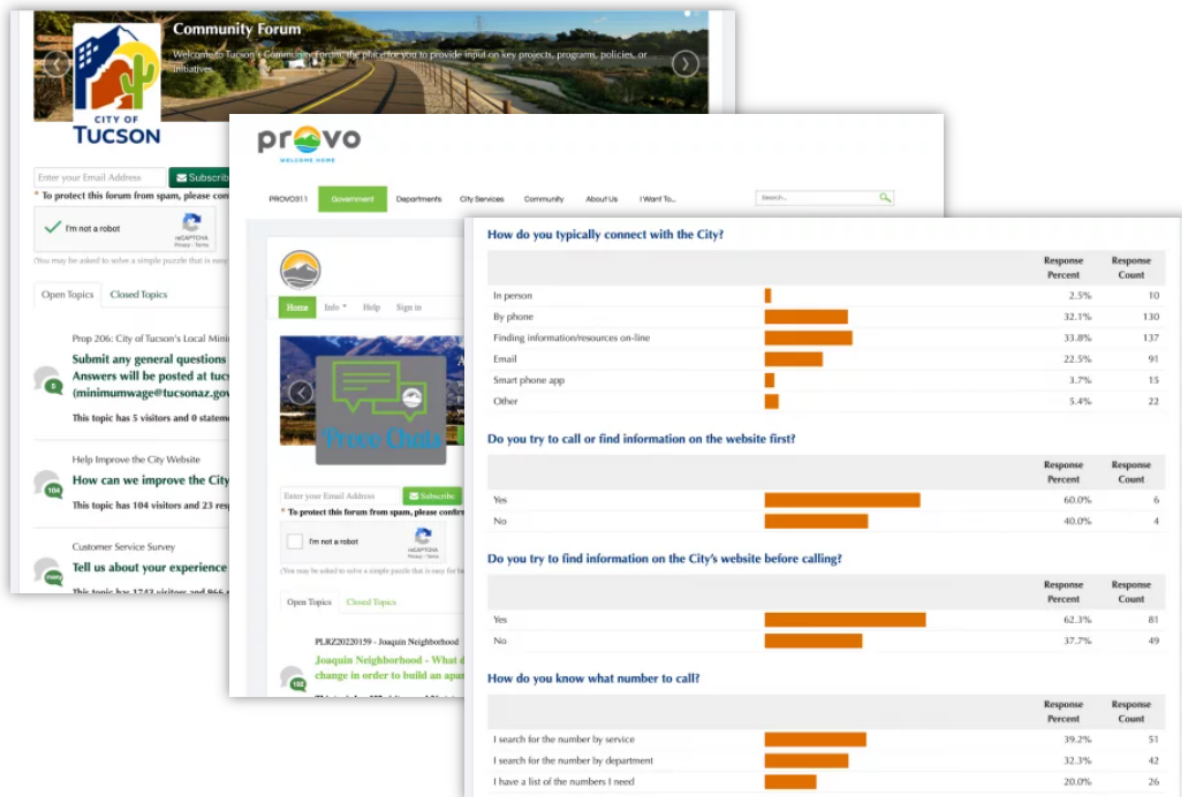 Community Forum
Welcome to Tucson's Community Forum, the place for you to provide input on key projects, programs, policies, or
initiatives.
CITY OF
TUCSON
Enter your Email Address
Subscrib
* To protect this forum from spam, please con
I'm not a robot
reCAPTCHA
Privacy - Terms
(You may be asked to solve a simple puzzle that is easy
Open Topics
Closed Topics
Prop 206: City of Tucson's Local Mini
Submit any general questions
Answers will be posted at tucs
(minimumwage@tucsonaz.gov
5
This topic has 5 visitors and 0 stateme
Help Improve the City Website
How can we improve the City
104
This topic has 104 visitors and 23 resp
Customer Service Survey
Tell us about your experience
many
This topic has 1743 visitors and 966
provo
WELCOME HOME
PROVO311
Government
Departments
City Services
Community
About Us
I Want To...
Search...
Home
Info
Help
Sign in
Provo Chats
Enter your Email Address
Subscribe
* To protect this forum from spam, please confir
I'm not a robot
reCAPTCHA
Privacy - Terms
(You may be asked to solve a simple puzzle that is easy for
Open Topics
Closed Topics
PLRZ20220159 - Joaquin Neighborhood
Joaquin Neighborhood - What d
change in order to build an apar
How do you typically connect with the City?
Response Percent
Response Count
In person 2.5% 10
By phone 32.1% 130
Finding information/resources on-line 33.8% 137
Email 22.5% 91
Smart phone app 3.7% 15
Other 5.4% 22
Do you try to call or find information on the website first?
Response Percent
Response Count
Yes 60.0% 6
No 40.0% 4
Do you try to find information on the City's website before calling?
Response Percent
Response Count
Yes 62.3% 81
No 37.7% 49
How do you know what number to call?
Response Percent
Response Count
I search for the number by service 39.2% 51
I search for the number by department 32.3% 42
I have a list of the numbers I need 20.0% 26